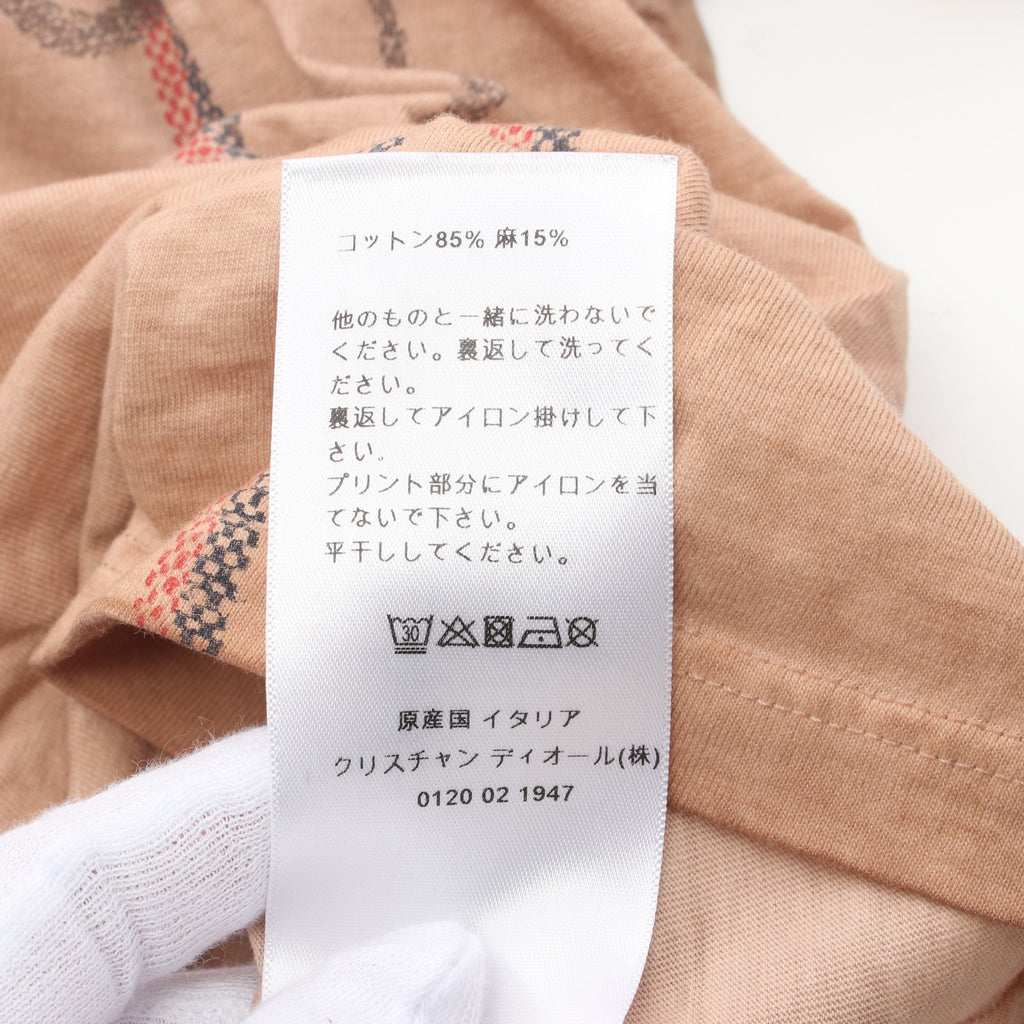 コットン85% 麻15%
他のものと一緒に洗わないで
ください。裏返して洗ってく
ださい。
裏返してアイロン掛けして下
さい。
プリント部分にアイロンを当
てないで下さい。
平干ししてください。
30
原産国 イタリア
クリスチャン ディオール(株)
0120 02 1947